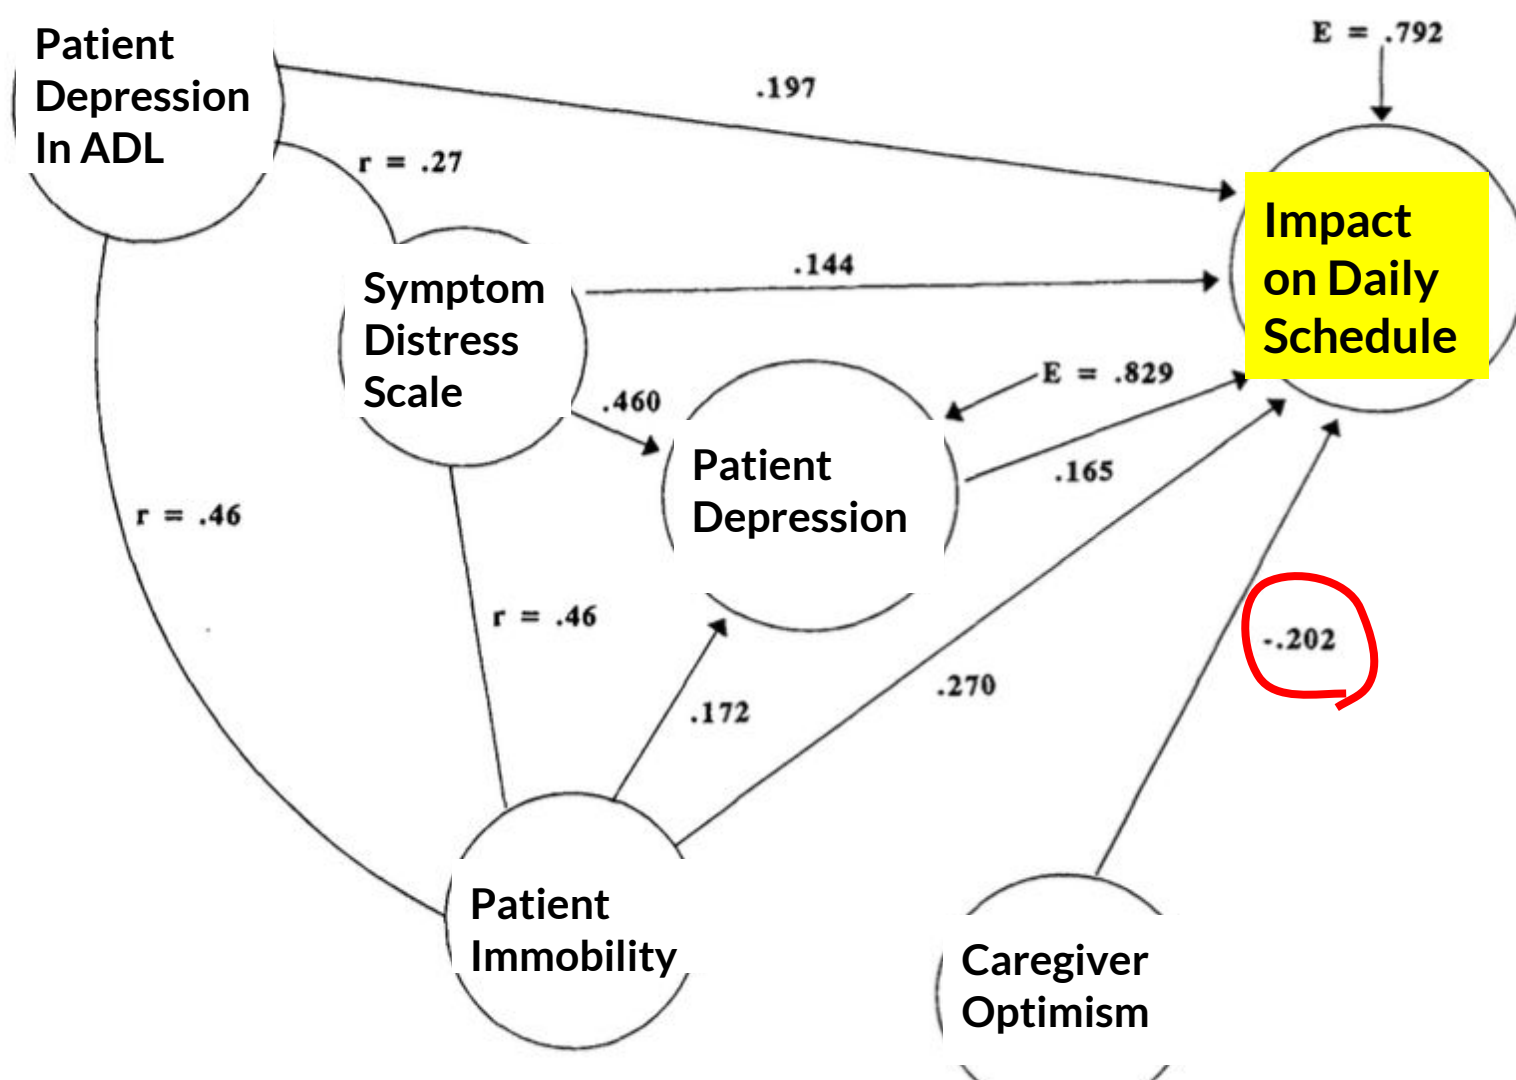 Patient
Depression
In ADL
E = .792
.197
r = .27
Impact
on Daily
Schedule
.144
Symptom
Distress
Scale
E = .829
.460
Patient
Depression
.165
r = .46
r = .46
-.202
.270
.172
Patient
Immobility
Caregiver
Optimism